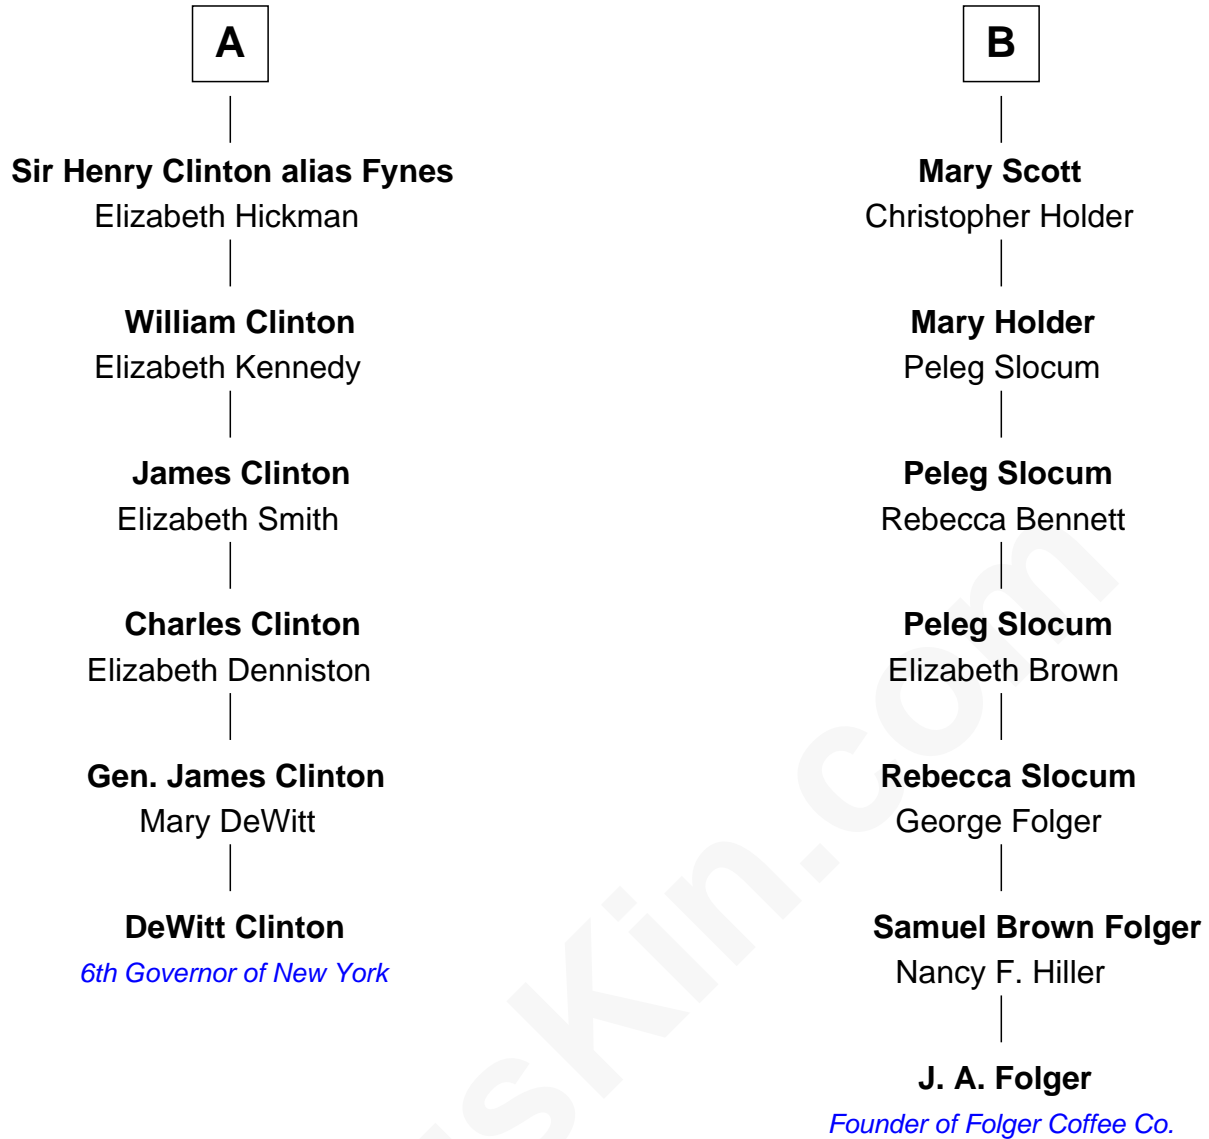 A
Sir Henry Clinton alias Fynes
Elizabeth Hickman
William Clinton
Elizabeth Kennedy
James Clinton
Elizabeth Smith
Charles Clinton
Elizabeth Denniston
Gen. James Clinton
Mary DeWitt
DeWitt Clinton
6th Governor of New York
B
Mary Scott
Christopher Holder
Mary Holder
Peleg Slocum
Peleg Slocum
Rebecca Bennett
Peleg Slocum
Elizabeth Brown
Rebecca Slocum
George Folger
Samuel Brown Folger
Nancy F. Hiller
J. A. Folger
Founder of Folger Coffee Co.